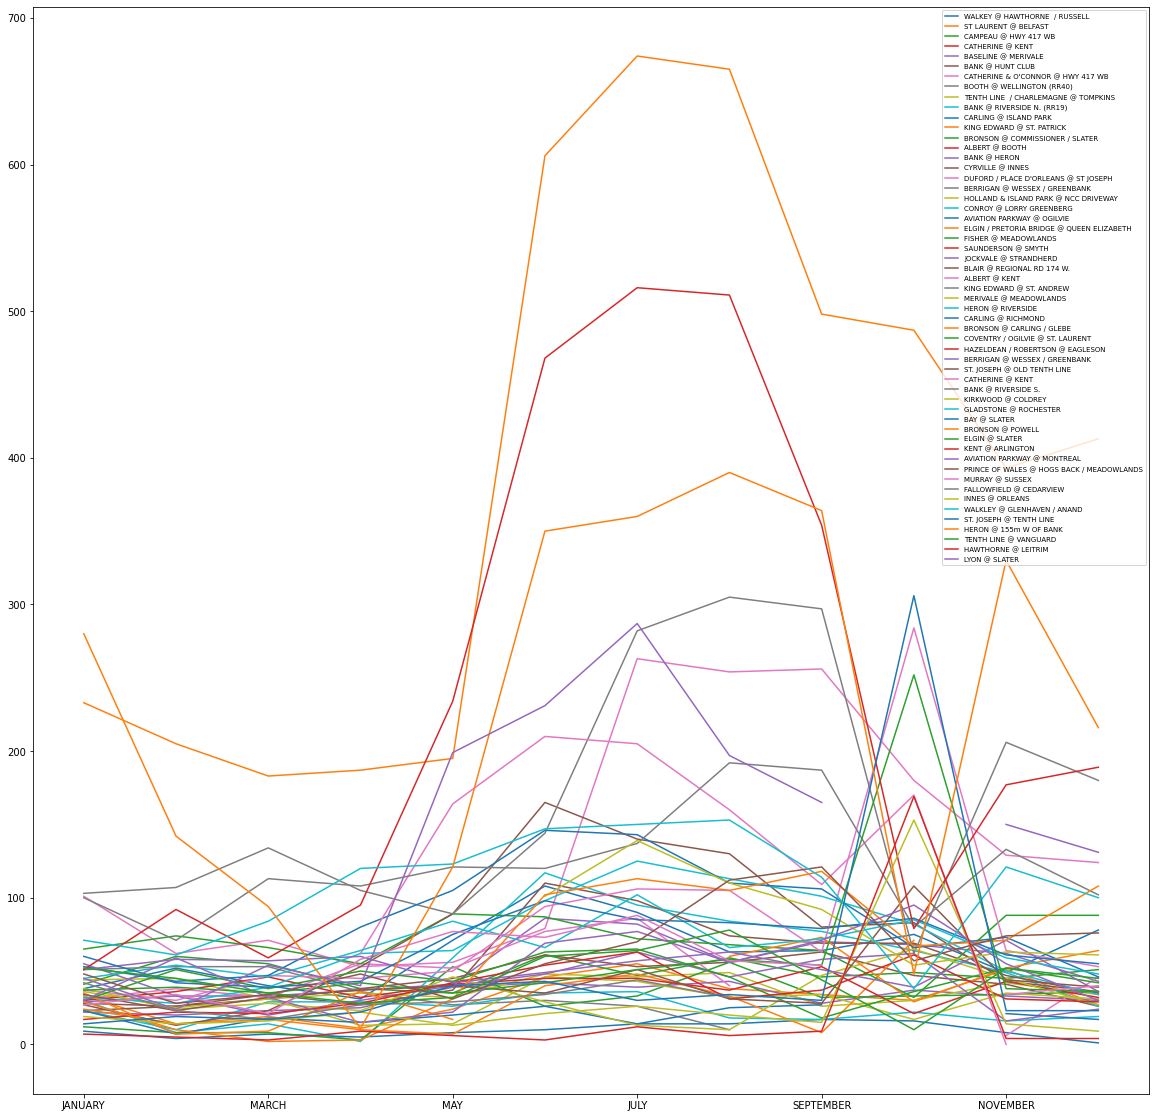 700
600
500
400
300
200
100
0
JANUARY
MARCH
MAY
JULY
SEPTEMBER
NOVEMBER
WALKEY @ HAWTHORNE  / RUSSELL
ST LAURENT @ BELFAST
CAMPEAU @ HWY 417 WB
CATHERINE @ KENT
BASELINE @ MERIVALE
BANK @ HUNT CLUB
CATHERINE & O'CONNOR @ HWY 417 WB
BOOTH @ WELLINGTON (RR40)
TENTH LINE  / CHARLEMAGNE @ TOMPKINS
BANK @ RIVERSIDE N. (RR19)
CARLING @ ISLAND PARK
KING EDWARD @ ST. PATRICK
BRONSON @ COMMISSIONER / SLATER
ALBERT @ BOOTH
BANK @ HERON
CYRVILLE @ INNES
DUFORD / PLACE D'ORLEANS @ ST JOSEPH
BERRIGAN @ WESSEX / GREENBANK
HOLLAND & ISLAND PARK @ NCC DRIVEWAY
CONROY @ LORRY GREENBERG
AVIATION PARKWAY @ OGILVIE
ELGIN / PRETORIA BRIDGE @ QUEEN ELIZABETH
FISHER @ MEADOWLANDS
SAUNDERSON @ SMYTH
JOCKVALE @ STRANDHERD
BLAIR @ REGIONAL RD 174 W.
ALBERT @ KENT
KING EDWARD @ ST. ANDREW
MERIVALE @ MEADOWLANDS
HERON @ RIVERSIDE
CARLING @ RICHMOND
BRONSON @ CARLING / GLEBE
COVENTRY / OGILVIE @ ST. LAURENT
HAZELDEAN / ROBERTSON @ EAGLESON
BERRIGAN @ WESSEX / GREENBANK
ST. JOSEPH @ OLD TENTH LINE
CATHERINE @ KENT
BANK @ RIVERSIDE S.
KIRKWOOD @ COLDREY
GLADSTONE @ ROCHESTER
BAY @ SLATER
BRONSON @ POWELL
ELGIN @ SLATER
KENT @ ARLINGTON
AVIATION PARKWAY @ MONTREAL
PRINCE OF WALES @ HOGS BACK / MEADOWLANDS
MURRAY @ SUSSEX
FALLOWFIELD @ CEDARVIEW
INNES @ ORLEANS
WALKLEY @ GLENHAVEN / ANAND
ST. JOSEPH @ TENTH LINE
HERON @ 155m W OF BANK
TENTH LINE @ VANGUARD
HAWTHORNE @ LEITRIM
LYON @ SLATER